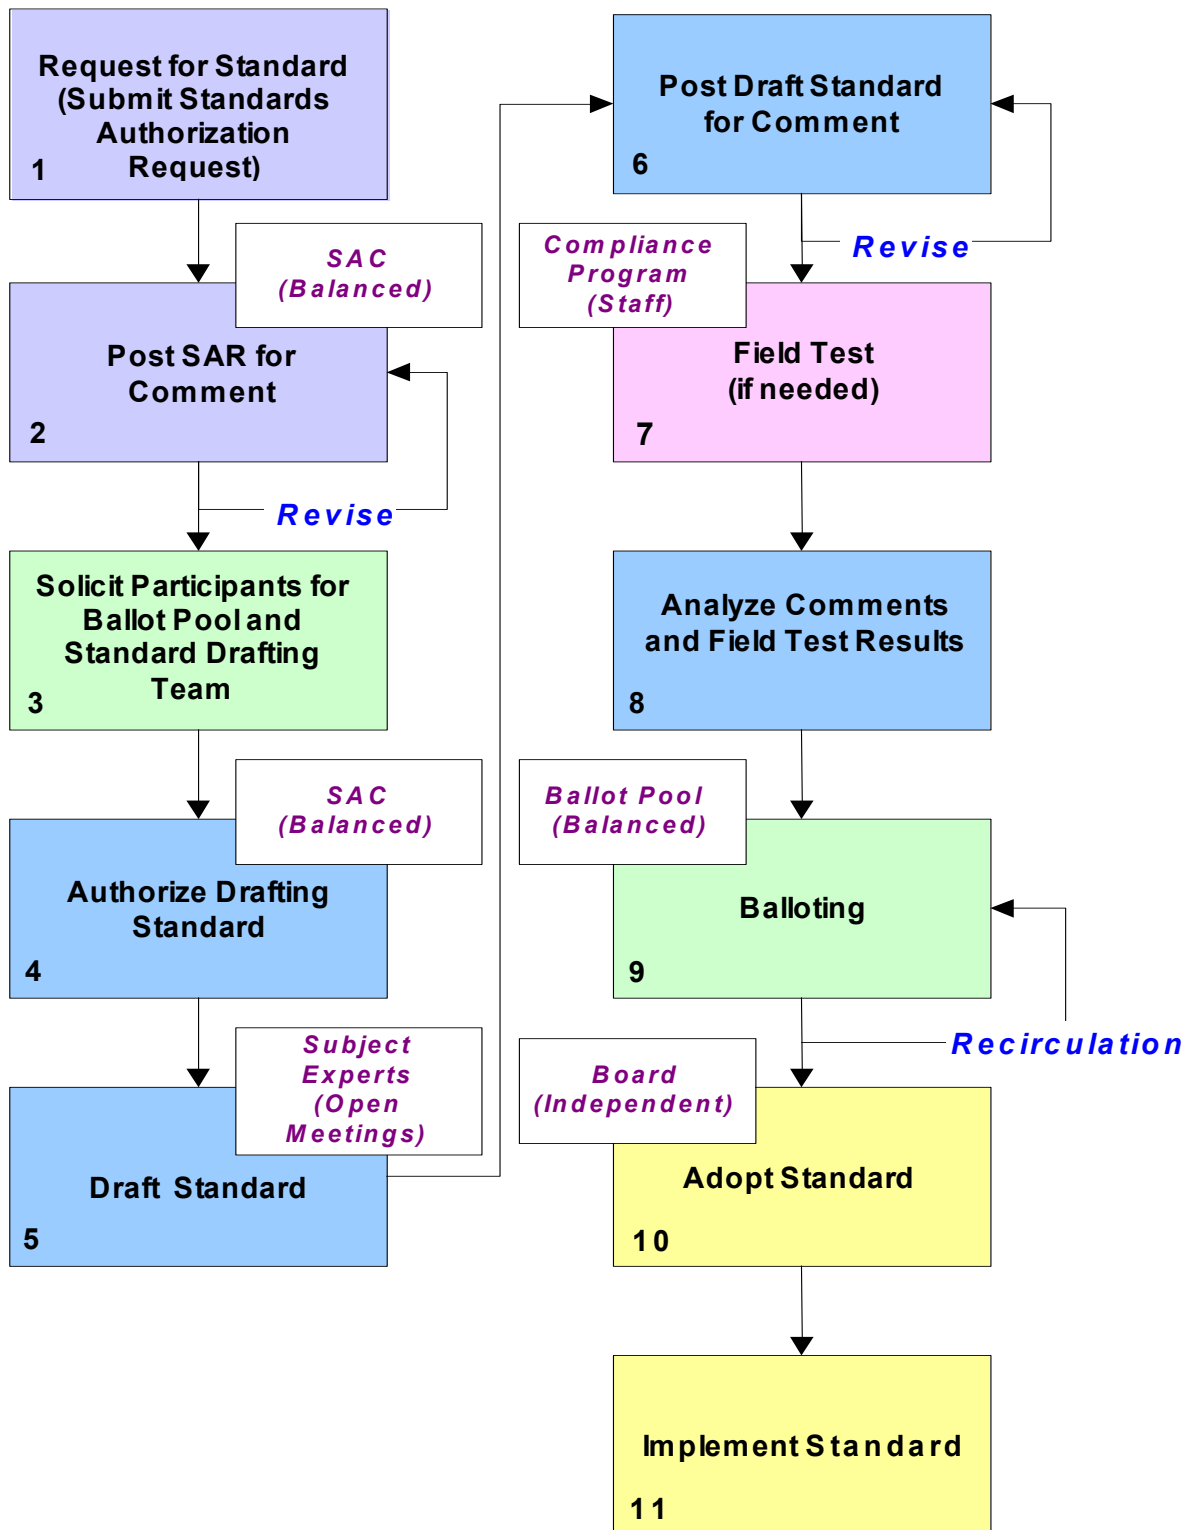 Request for Standard
(Submit Standards
Authorization
Request)
1
SAC
(Balanced)
Post SAR for
Comment
2
Revise
Solicit Participants for
Ballot Pool and
Standard Drafting
Team
3
SAC
(Balanced)
Authorize Drafting
Standard
4
Subject
Experts
(Open
Meetings)
Draft Standard
5
Post Draft Standard
for Comment
6
Revise
Compliance
Program
(Staff)
Field Test
(if needed)
7
Analyze Comments
and Field Test Results
8
Ballot Pool
(Balanced)
Balloting
9
Recirculation
Board
(Independent)
Adopt Standard
10
Implement Standard
11